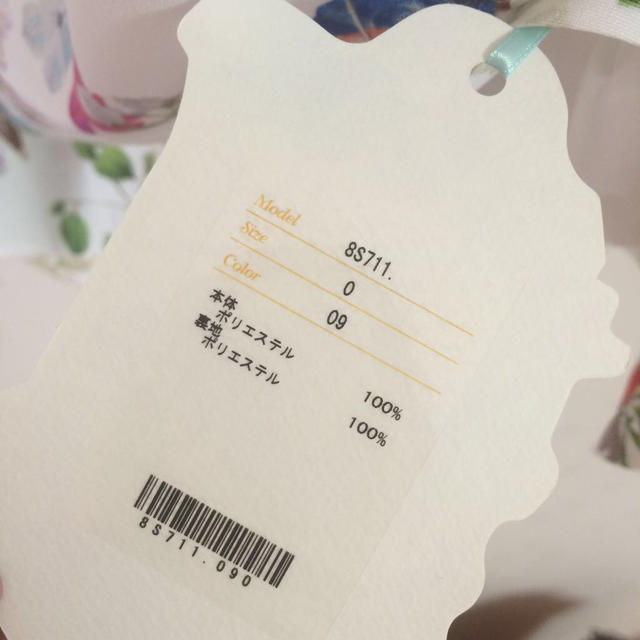 Model 8S711.
Size 0
Color 09
本体
ポリエステル 100%
裏地
ポリエステル 100%
8S711.090